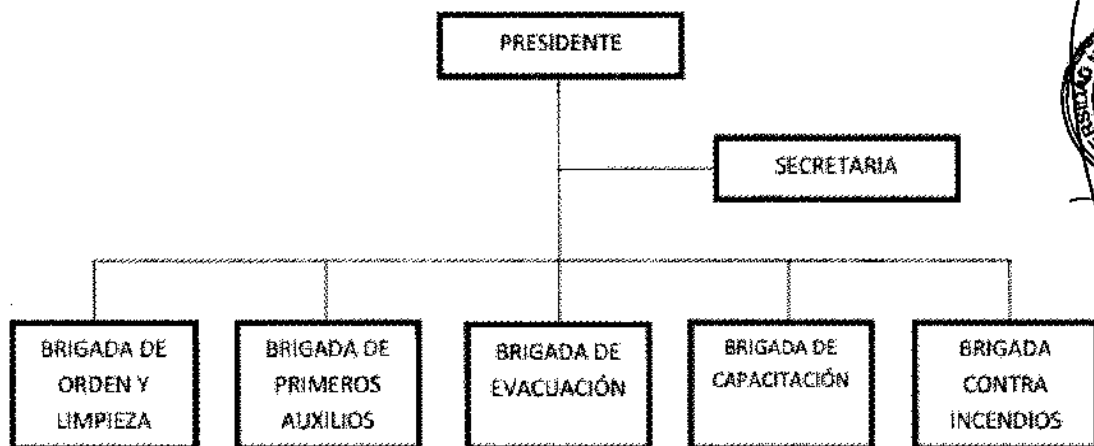 PRESIDENTE
SECRETARIA
BRIGADA DE
ORDEN Y
LIMPIEZA
BRIGADA DE
PRIMEROS
AUXILIOS
BRIGADA DE
EVACUACIÓN
BRIGADA DE
CAPACITACIÓN
BRIGADA
CONTRA
INCENDIOS